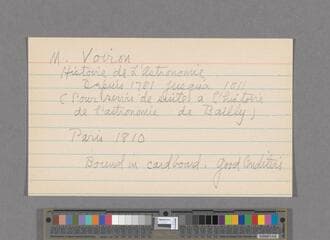 M. Voiron
Histoire de L'Astronomie
Depuis 1781 Jusqua 1811
(Pour servir de suite a l'histoire
de l'astronomie de Bailly)
Paris 1810
Bound in cardboard. Good Condition